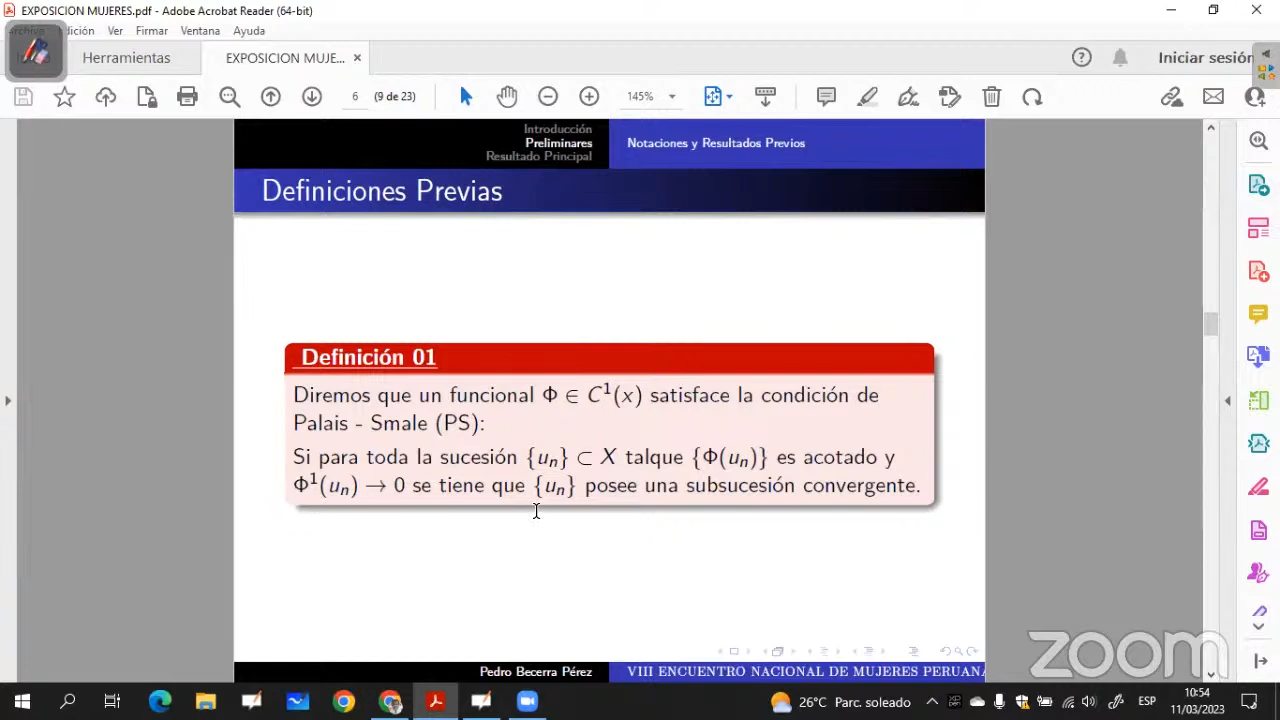 EXPOSICION MUJERES.pdf - Adobe Acrobat Reader (64-bit)
Ver Firmar Ventana Ayuda
Herramientas EXPOSICION MUJE... × Iniciar sesión
6 (9 de 23) 145%
Introducción
Preliminares
Resultado Principal
Notaciones y Resultados Previos
Definiciones Previas
Definición 01
Diremos que un funcional Φ ∈ C¹(x) satisface la condición de
Palais - Smale (PS):
Si para toda la sucesión {uₙ} ⊂ X talque {Φ(uₙ)} es acotado y
Φ¹(uₙ) → 0 se tiene que {uₙ} posee una subsucesión convergente.
Pedro Becerra Pérez VIII ENCUENTRO NACIONAL DE MUJERES PERUANA
zoom
26°C Parc. soleado ESP 10:54
11/03/2023